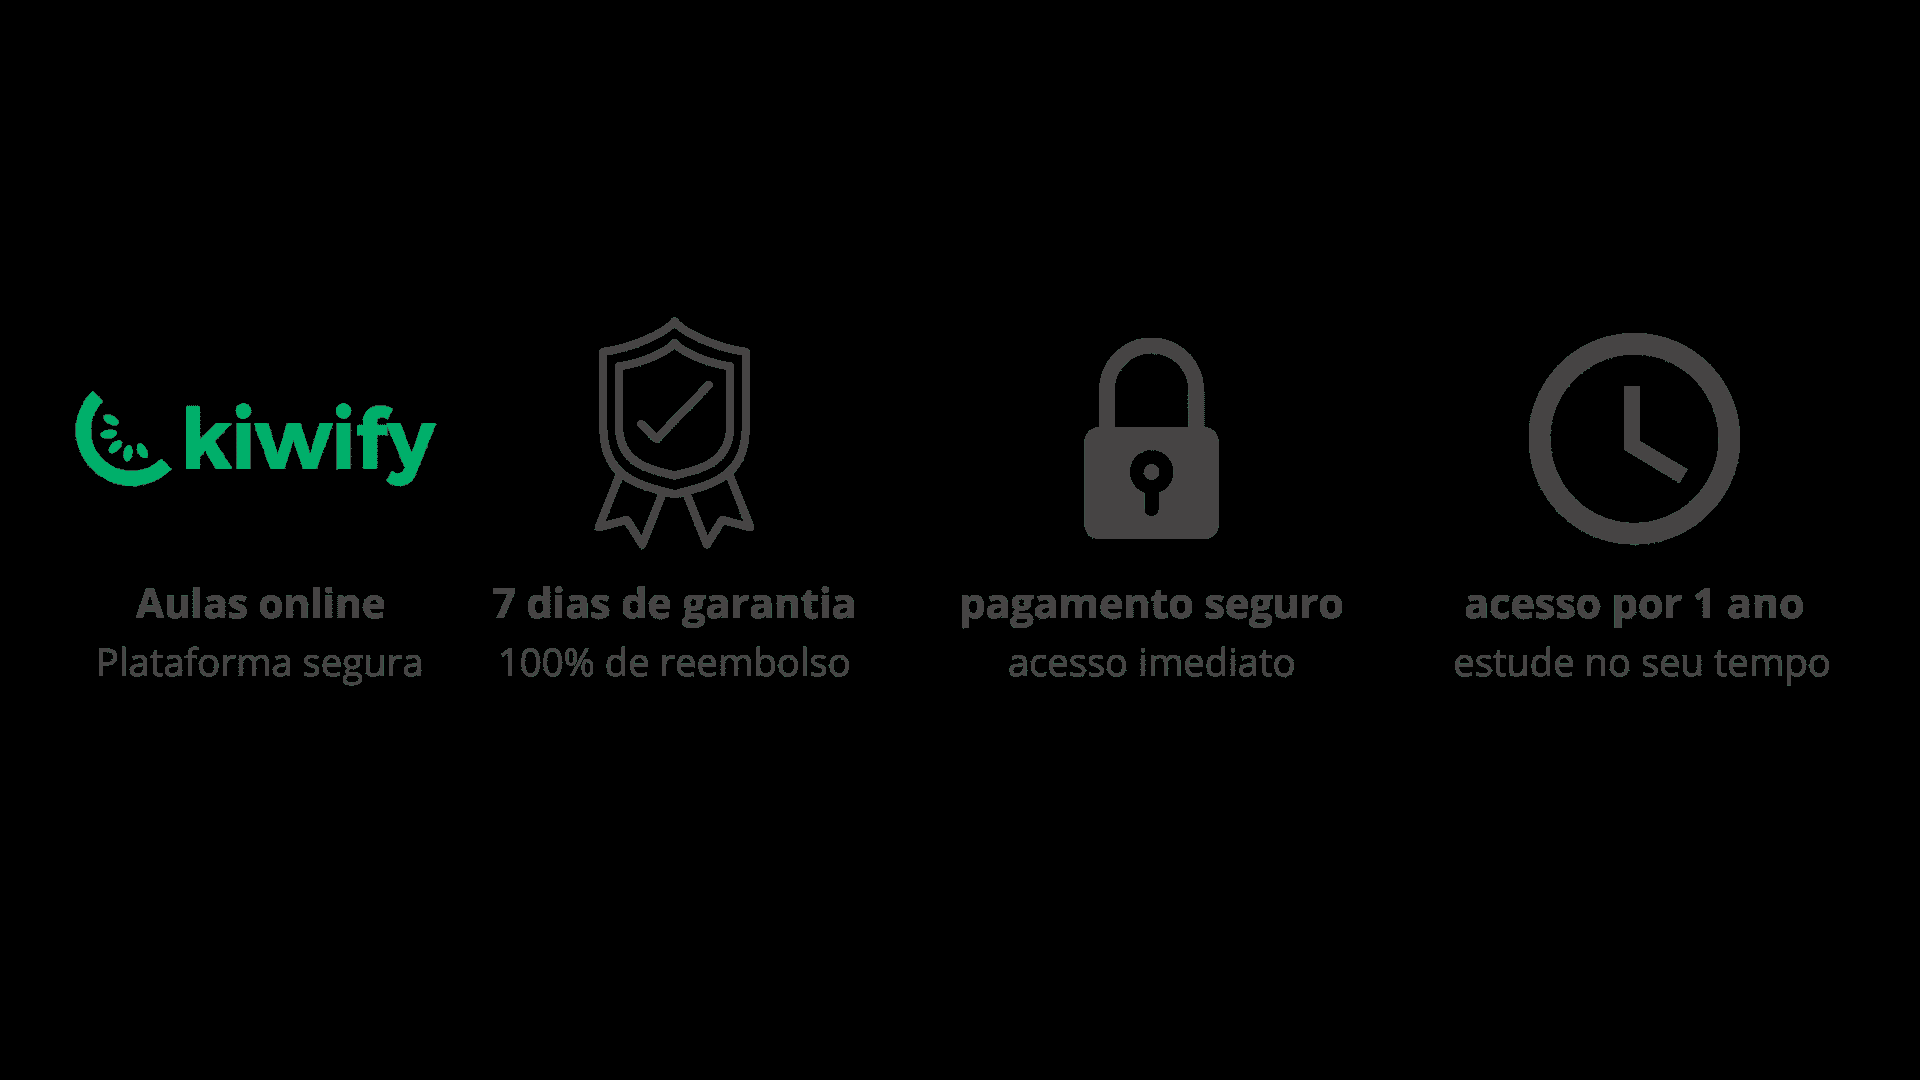 kiwify
Aulas online
Plataforma segura
7 dias de garantia
100% de reembolso
pagamento seguro
acesso imediato
acesso por 1 ano
estude no seu tempo